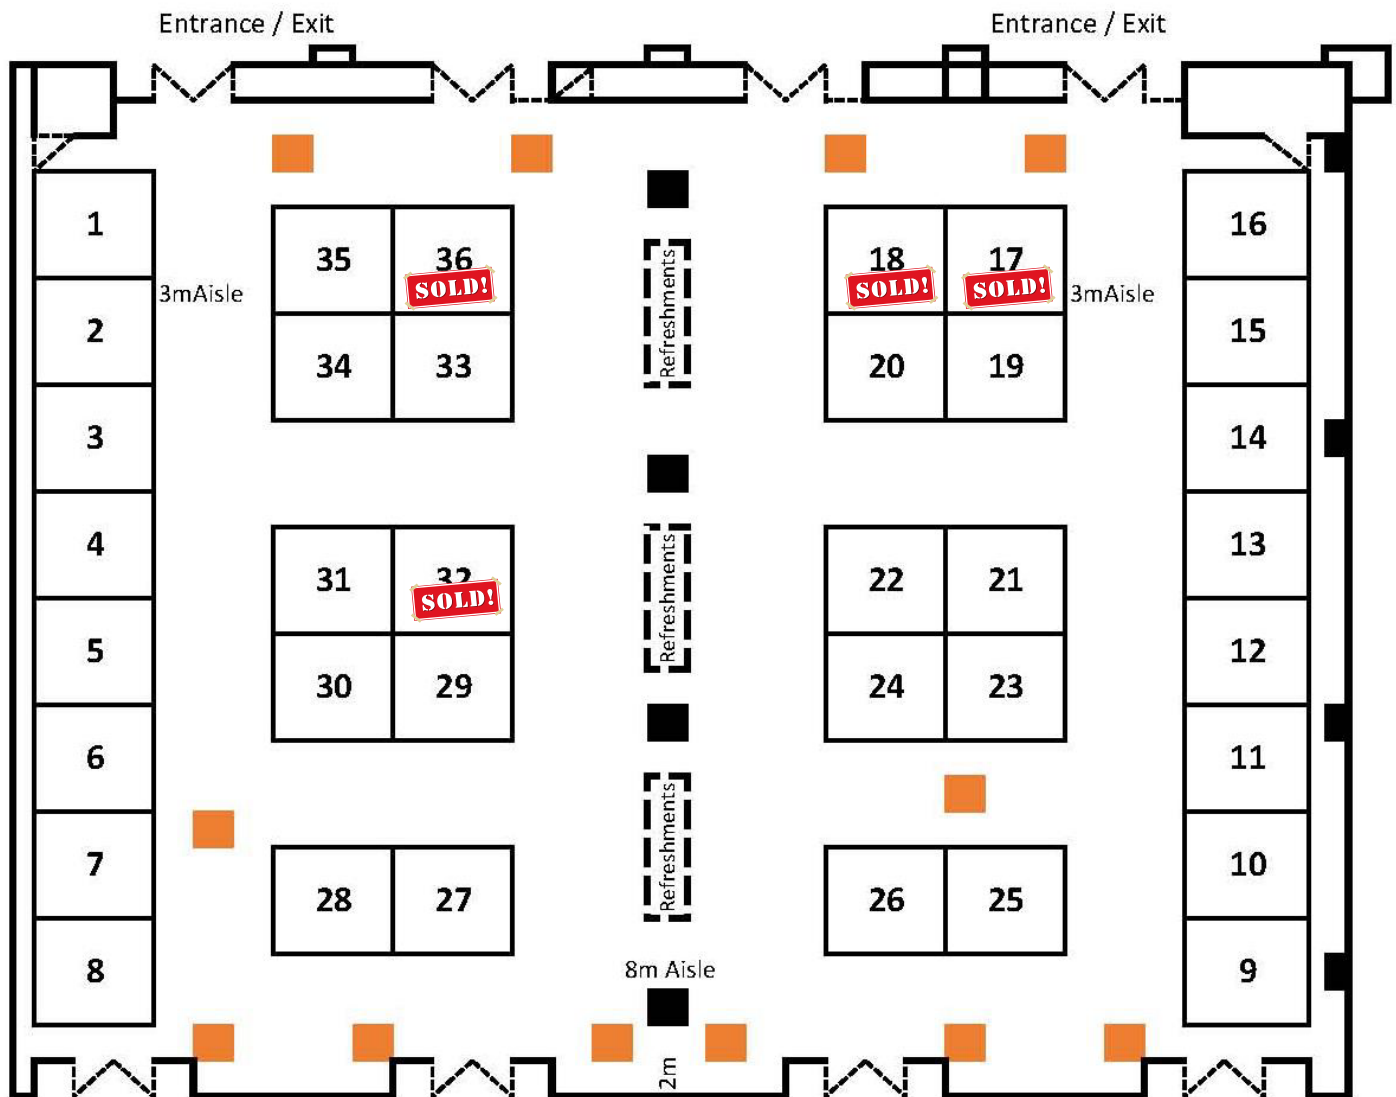 Entrance / Exit
Entrance / Exit
1
2
3
4
5
6
7
8
3mAisle
35
36
SOLD!
34
33
31
32
SOLD!
30
29
28
27
Refreshments
Refreshments
Refreshments
8m Aisle
2m
18
SOLD!
17
SOLD!
20
19
22
21
24
23
26
25
3mAisle
16
15
14
13
12
11
10
9